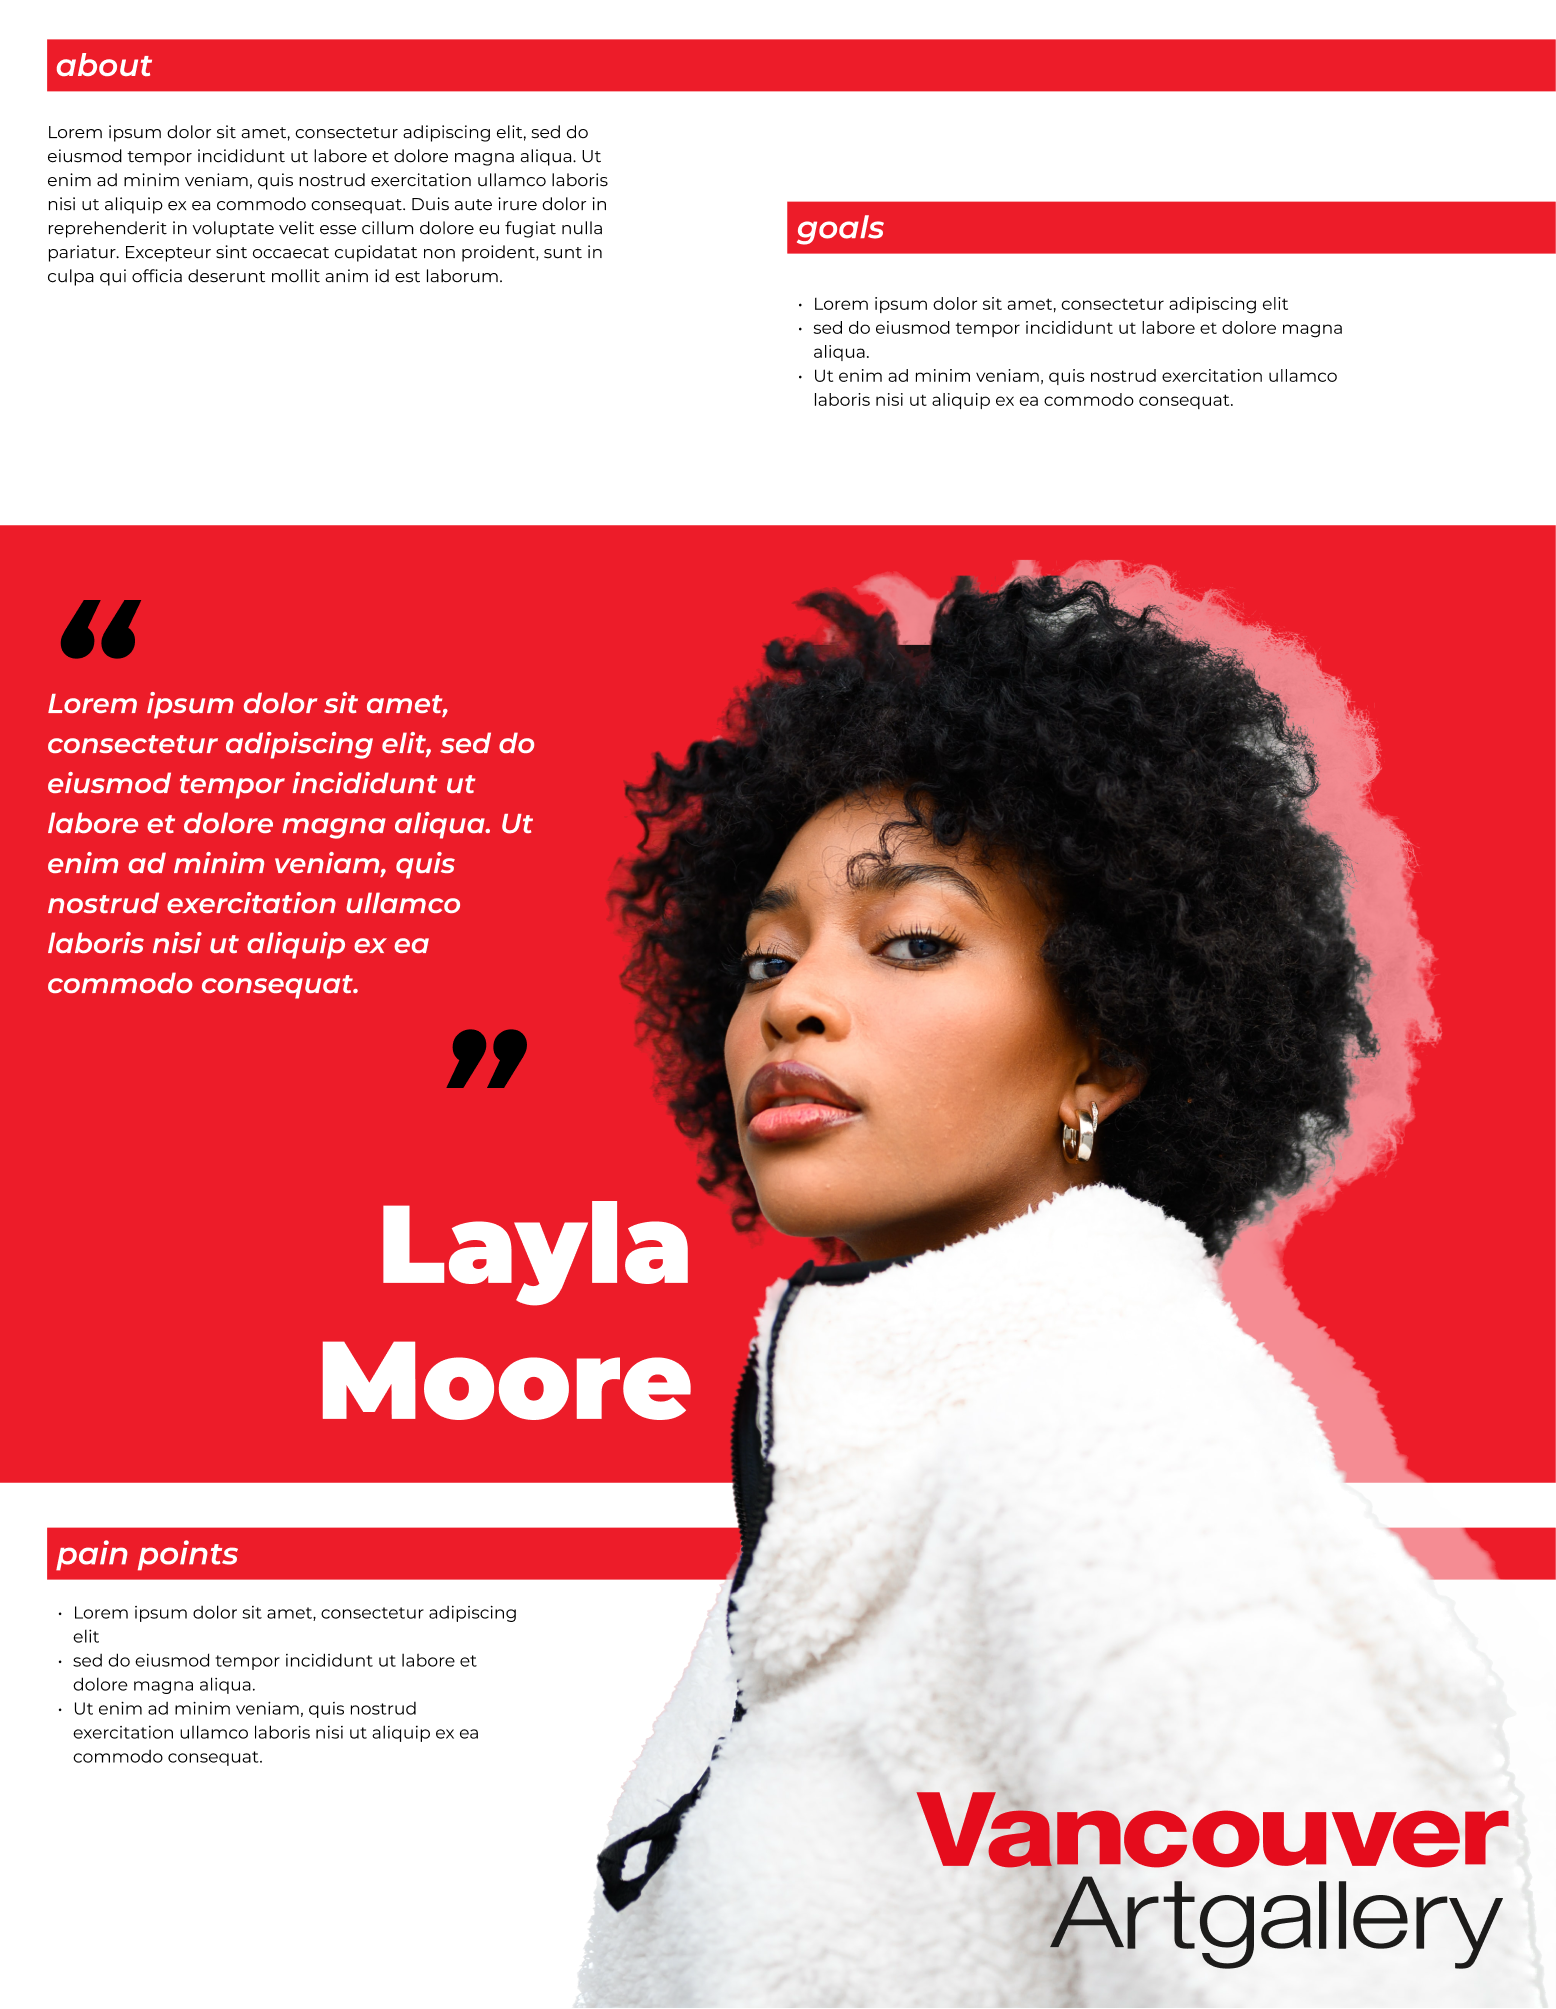 about
Lorem ipsum dolor sit amet, consectetur adipiscing elit, sed do
eiusmod tempor incididunt ut labore et dolore magna aliqua. Ut
enim ad minim veniam, quis nostrud exercitation ullamco laboris
nisi ut aliquip ex ea commodo consequat. Duis aute irure dolor in
reprehenderit in voluptate velit esse cillum dolore eu fugiat nulla
pariatur. Excepteur sint occaecat cupidatat non proident, sunt in
culpa qui officia deserunt mollit anim id est laborum.
goals
• Lorem ipsum dolor sit amet, consectetur adipiscing elit
• sed do eiusmod tempor incididunt ut labore et dolore magna
aliqua.
• Ut enim ad minim veniam, quis nostrud exercitation ullamco
laboris nisi ut aliquip ex ea commodo consequat.
“
Lorem ipsum dolor sit amet,
consectetur adipiscing elit, sed do
eiusmod tempor incididunt ut
labore et dolore magna aliqua. Ut
enim ad minim veniam, quis
nostrud exercitation ullamco
laboris nisi ut aliquip ex ea
commodo consequat.
”
Layla
Moore
pain points
• Lorem ipsum dolor sit amet, consectetur adipiscing
elit
• sed do eiusmod tempor incididunt ut labore et
dolore magna aliqua.
• Ut enim ad minim veniam, quis nostrud
exercitation ullamco laboris nisi ut aliquip ex ea
commodo consequat.
Vancouver
Artgallery